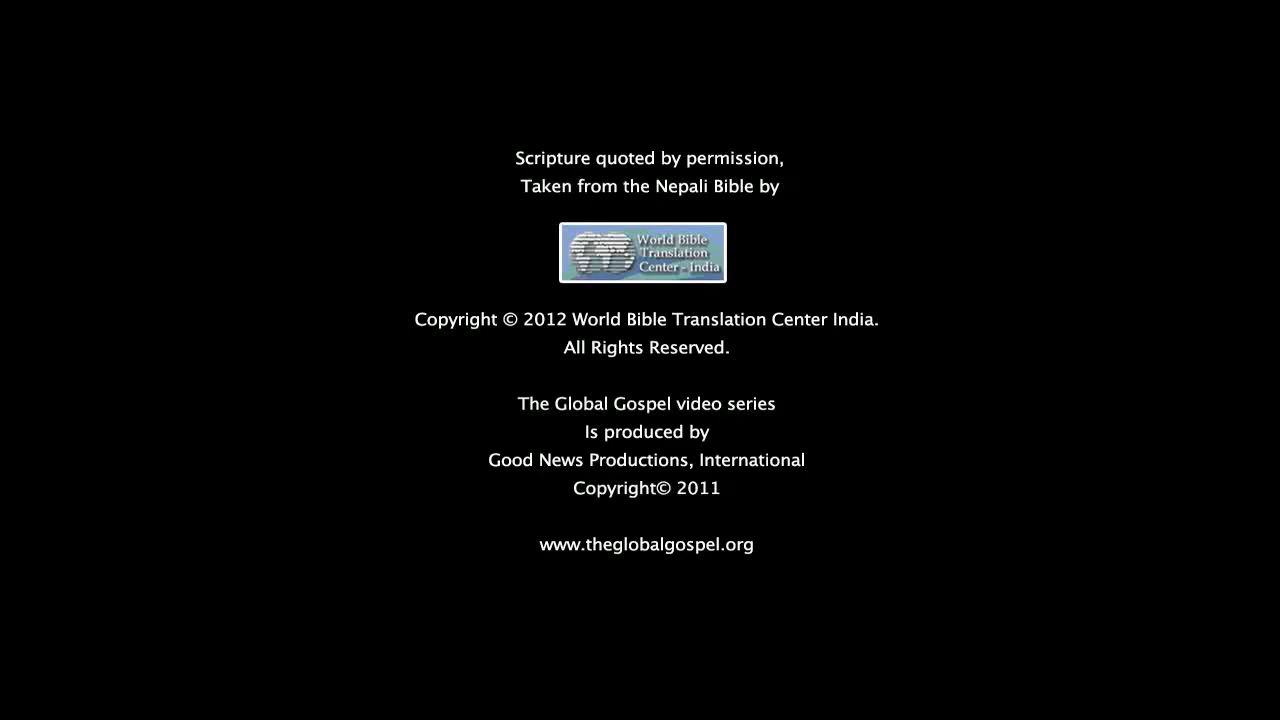 Scripture quoted by permission,
Taken from the Nepali Bible by
World Bible
Translation
Center - India
Copyright © 2012 World Bible Translation Center India.
All Rights Reserved.
The Global Gospel video series
Is produced by
Good News Productions, International
Copyright© 2011
www.theglobalgospel.org